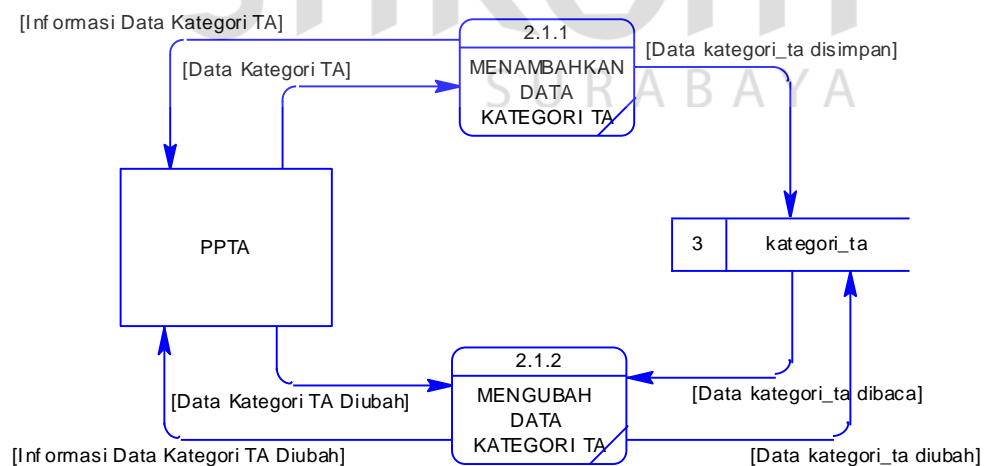 [Informasi Data Kategori TA]
2.1.1
[Data kategori_ta disimpan]
[Data Kategori TA]
MENAMBAHKAN
DATA
KATEGORI TA
SURABAYA
PPTA
3
kategori_ta
2.1.2
[Data Kategori TA Diubah]
MENGUBAH
DATA
KATEGORI TA
[Data kategori_ta dibaca]
[Informasi Data Kategori TA Diubah]
[Data kategori_ta diubah]